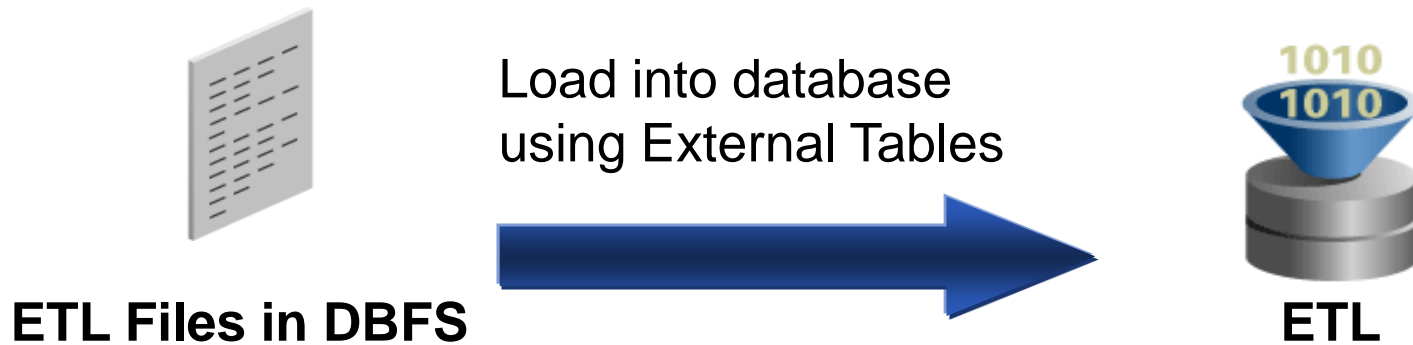 Load into database
using External Tables
1010
1010
ETL Files in DBFS
ETL